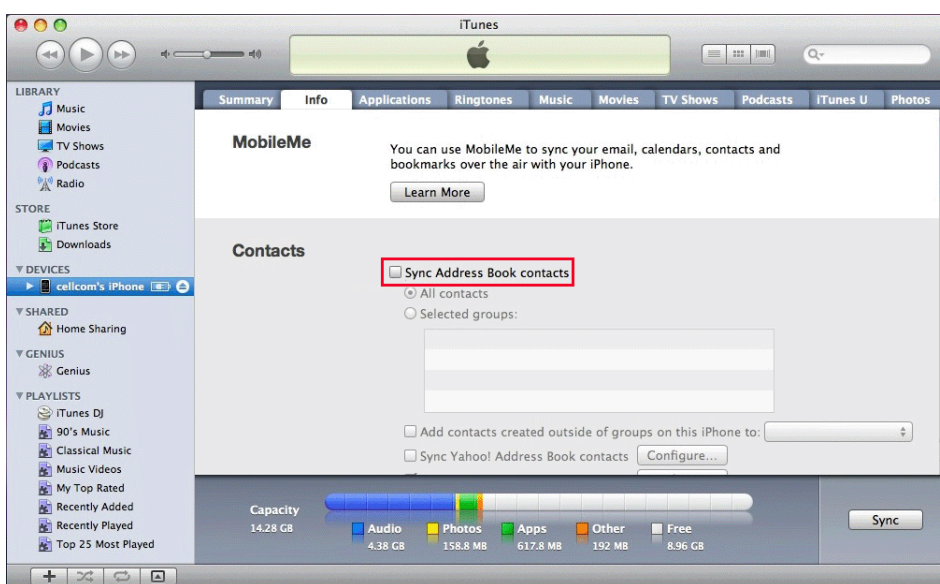 iTunes
LIBRARY
Music
Movies
TV Shows
Podcasts
Radio
STORE
iTunes Store
Downloads
DEVICES
cellcom's iPhone
SHARED
Home Sharing
GENIUS
Genius
PLAYLISTS
iTunes DJ
90's Music
Classical Music
Music Videos
My Top Rated
Recently Added
Recently Played
Top 25 Most Played
Summary Info Applications Ringtones Music Movies TV Shows Podcasts iTunes U Photos
MobileMe
You can use MobileMe to sync your email, calendars, contacts and
bookmarks over the air with your iPhone.
Learn More
Contacts
Sync Address Book contacts
All contacts
Selected groups:
Add contacts created outside of groups on this iPhone to:
Sync Yahoo! Address Book contacts Configure...
Capacity
14.28 GB
Audio Photos Apps Other Free
4.38 GB 158.8 MB 617.8 MB 192 MB 8.96 GB
Sync